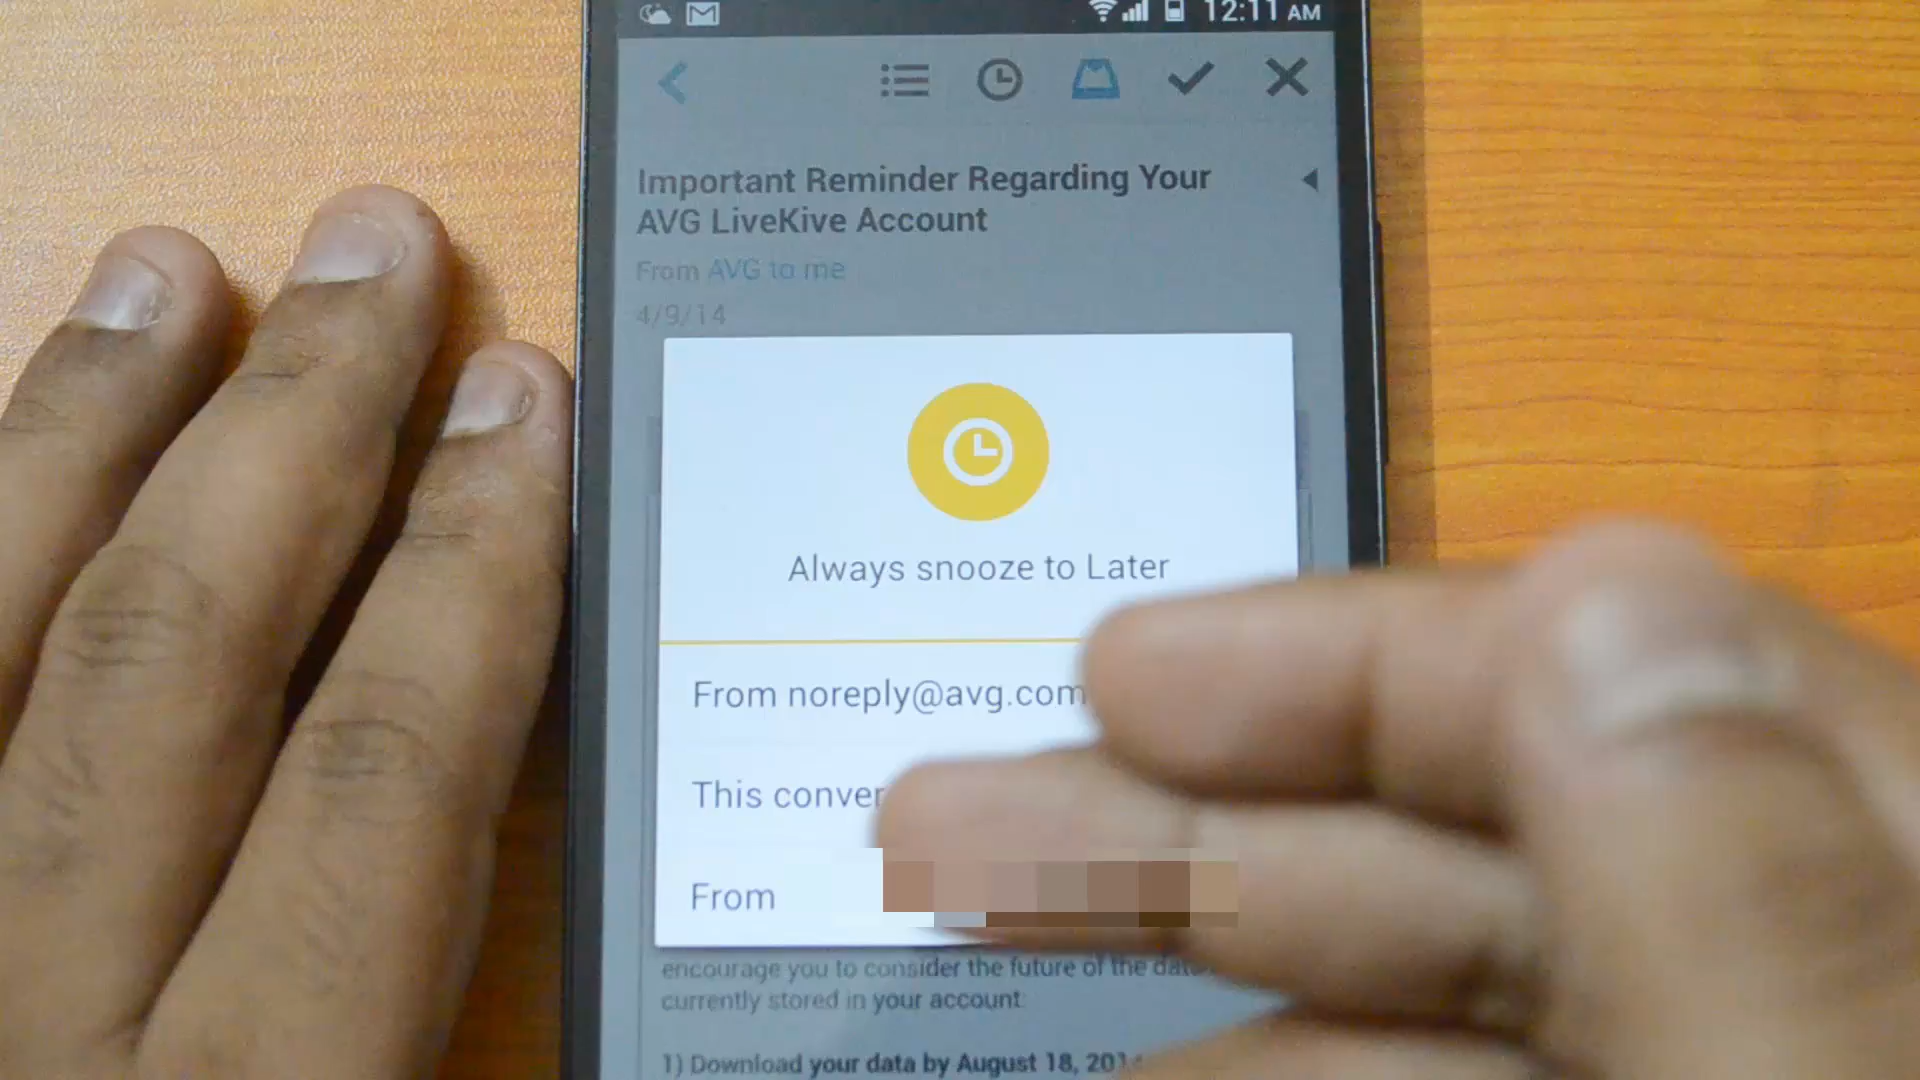 12:11 AM
Important Reminder Regarding Your
AVG LiveKive Account
From AVG to me
4/9/14
Always snooze to Later
From noreply@avg.com
This
From
encourage you to consider the future of the
currently stored in your account:
1) Download your data by August 18,